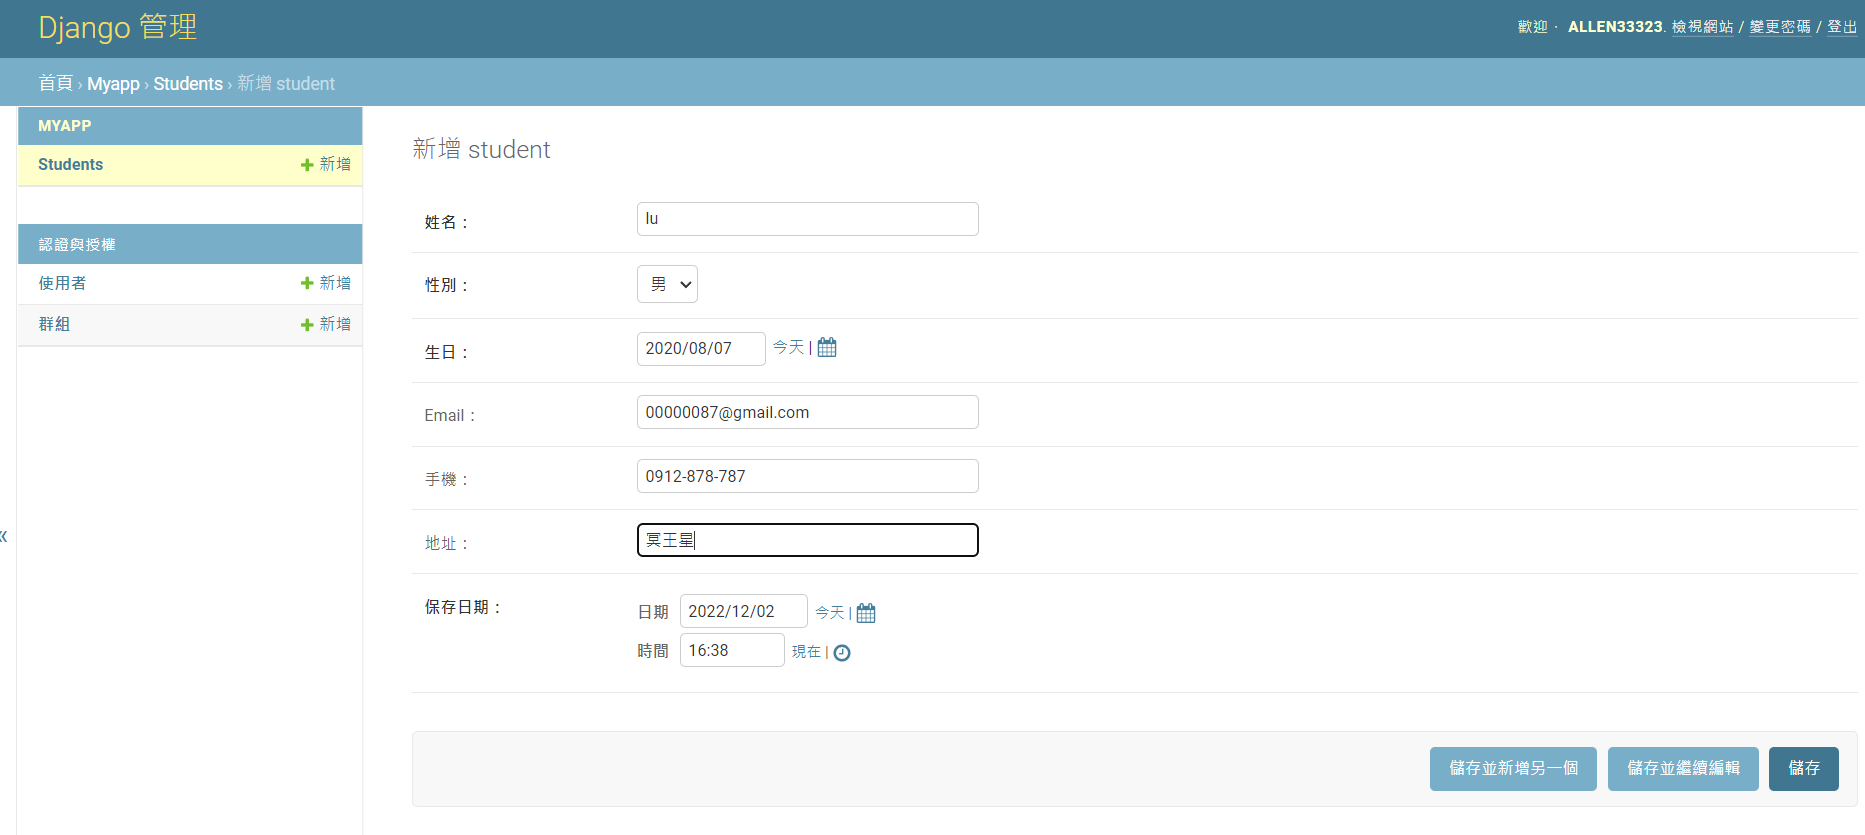 Django 管理
歡迎 · ALLEN33323. 檢視網站 / 變更密碼 / 登出
首頁 › Myapp › Students › 新增 student
MYAPP
Students 新增
認證與授權
使用者 新增
群組 新增
«
新增 student
姓名：lu
性別：男
生日：2020/08/07 今天 |
Email：00000087@gmail.com
手機：0912-878-787
地址：冥王星
保存日期：
日期 2022/12/02 今天 |
時間 16:38 現在 |
儲存並新增另一個 儲存並繼續編輯 儲存